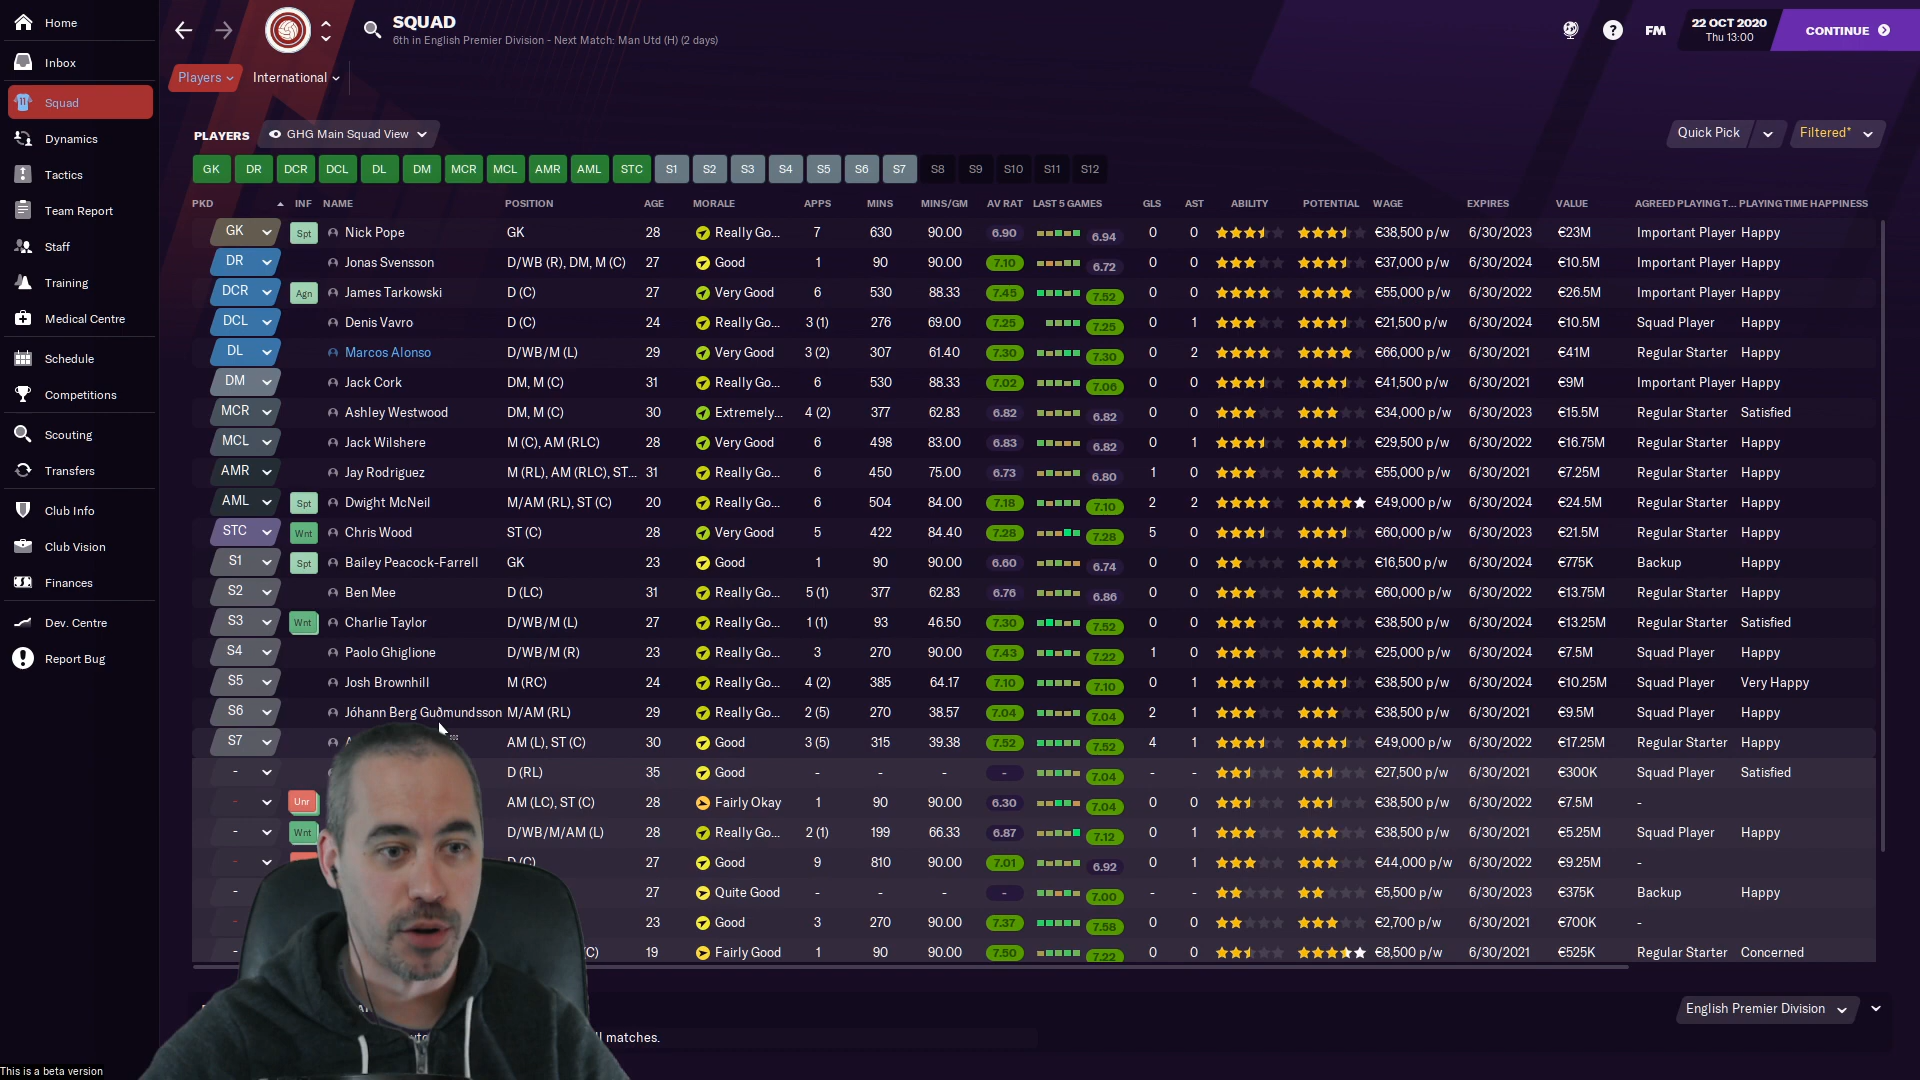 Home
Inbox
Squad
Dynamics
Tactics
Team Report
Staff
Training
Medical Centre
Schedule
Competitions
Scouting
Transfers
Club Info
Club Vision
Finances
Dev. Centre
Report Bug
This is a beta version
SQUAD
6th in English Premier Division - Next Match: Man Utd (H) (2 days)
FM
22 OCT 2020
Thu 13:00
CONTINUE
Players
International
PLAYERS
GHG Main Squad View
Quick Pick
Filtered*
GK DR DCR DCL DL DM MCR MCL AMR AML STC S1 S2 S3 S4 S5 S6 S7 S8 S9 S10 S11 S12
PKD INF NAME POSITION AGE MORALE APPS MINS MINS/GM AV RAT LAST 5 GAMES GLS AST ABILITY POTENTIAL WAGE EXPIRES VALUE AGREED PLAYING T... PLAYING TIME HAPPINESS
GK Spt Nick Pope GK 28 Really Go... 7 630 90.00 6.90 6.94 0 0 €38,500 p/w 6/30/2023 €23M Important Player Happy
DR Jonas Svensson D/WB (R), DM, M (C) 27 Good 1 90 90.00 7.10 6.72 0 0 €37,000 p/w 6/30/2024 €10.5M Important Player Happy
DCR Agn James Tarkowski D (C) 27 Very Good 6 530 88.33 7.45 7.52 0 0 €55,000 p/w 6/30/2022 €26.5M Important Player Happy
DCL Denis Vavro D (C) 24 Really Go... 3 (1) 276 69.00 7.25 7.25 0 1 €21,500 p/w 6/30/2024 €10.5M Squad Player Happy
DL Marcos Alonso D/WB/M (L) 29 Very Good 3 (2) 307 61.40 7.30 7.30 0 2 €66,000 p/w 6/30/2021 €41M Regular Starter Happy
DM Jack Cork DM, M (C) 31 Really Go... 6 530 88.33 7.02 7.06 0 0 €41,500 p/w 6/30/2021 €9M Important Player Happy
MCR Ashley Westwood DM, M (C) 30 Extremely... 4 (2) 377 62.83 6.82 6.82 0 0 €34,000 p/w 6/30/2023 €15.5M Regular Starter Satisfied
MCL Jack Wilshere M (C), AM (RLC) 28 Very Good 6 498 83.00 6.83 6.82 0 1 €29,500 p/w 6/30/2022 €16.75M Regular Starter Happy
AMR Jay Rodriguez M (RL), AM (RLC), ST... 31 Really Go... 6 450 75.00 6.73 6.80 1 0 €55,000 p/w 6/30/2021 €7.25M Regular Starter Happy
AML Spt Dwight McNeil M/AM (RL), ST (C) 20 Really Go... 6 504 84.00 7.18 7.10 2 2 €49,000 p/w 6/30/2024 €24.5M Regular Starter Happy
STC Wnt Chris Wood ST (C) 28 Very Good 5 422 84.40 7.28 7.28 5 0 €60,000 p/w 6/30/2023 €21.5M Regular Starter Happy
S1 Spt Bailey Peacock-Farrell GK 23 Good 1 90 90.00 6.60 6.74 0 0 €16,500 p/w 6/30/2024 €775K Backup Happy
S2 Ben Mee D (LC) 31 Really Go... 5 (1) 377 62.83 6.76 6.86 0 0 €60,000 p/w 6/30/2022 €13.75M Regular Starter Happy
S3 Wnt Charlie Taylor D/WB/M (L) 27 Really Go... 1 (1) 93 46.50 7.30 7.52 0 0 €38,500 p/w 6/30/2024 €13.25M Regular Starter Satisfied
S4 Paolo Ghiglione D/WB/M (R) 23 Really Go... 3 270 90.00 7.43 7.22 1 0 €25,000 p/w 6/30/2024 €7.5M Squad Player Happy
S5 Josh Brownhill M (RC) 24 Really Go... 4 (2) 385 64.17 7.10 7.10 0 1 €38,500 p/w 6/30/2024 €10.25M Squad Player Very Happy
S6 Jóhann Berg Guðmundsson M/AM (RL) 29 Really Go... 2 (5) 270 38.57 7.04 7.04 2 1 €38,500 p/w 6/30/2021 €9.5M Squad Player Happy
S7 AM (L), ST (C) 30 Good 3 (5) 315 39.38 7.52 7.52 4 1 €49,000 p/w 6/30/2022 €17.25M Regular Starter Happy
- D (RL) 35 Good - - - - 7.04 - - €27,500 p/w 6/30/2021 €300K Squad Player Satisfied
- Unr AM (LC), ST (C) 28 Fairly Okay 1 90 90.00 6.30 7.04 0 0 €38,500 p/w 6/30/2022 €7.5M -
- Wnt D/WB/M/AM (L) 28 Really Go... 2 (1) 199 66.33 6.87 7.12 0 1 €38,500 p/w 6/30/2021 €5.25M Squad Player Happy
- D (C) 27 Good 9 810 90.00 7.01 6.92 0 1 €44,000 p/w 6/30/2022 €9.25M -
- 27 Quite Good - - - - 7.00 - - €5,500 p/w 6/30/2023 €375K Backup Happy
- 23 Good 3 270 90.00 7.37 7.58 0 0 €2,700 p/w 6/30/2021 €700K -
- (C) 19 Fairly Good 1 90 90.00 7.50 7.22 0 0 €8,500 p/w 6/30/2021 €525K Regular Starter Concerned
English Premier Division
matches.